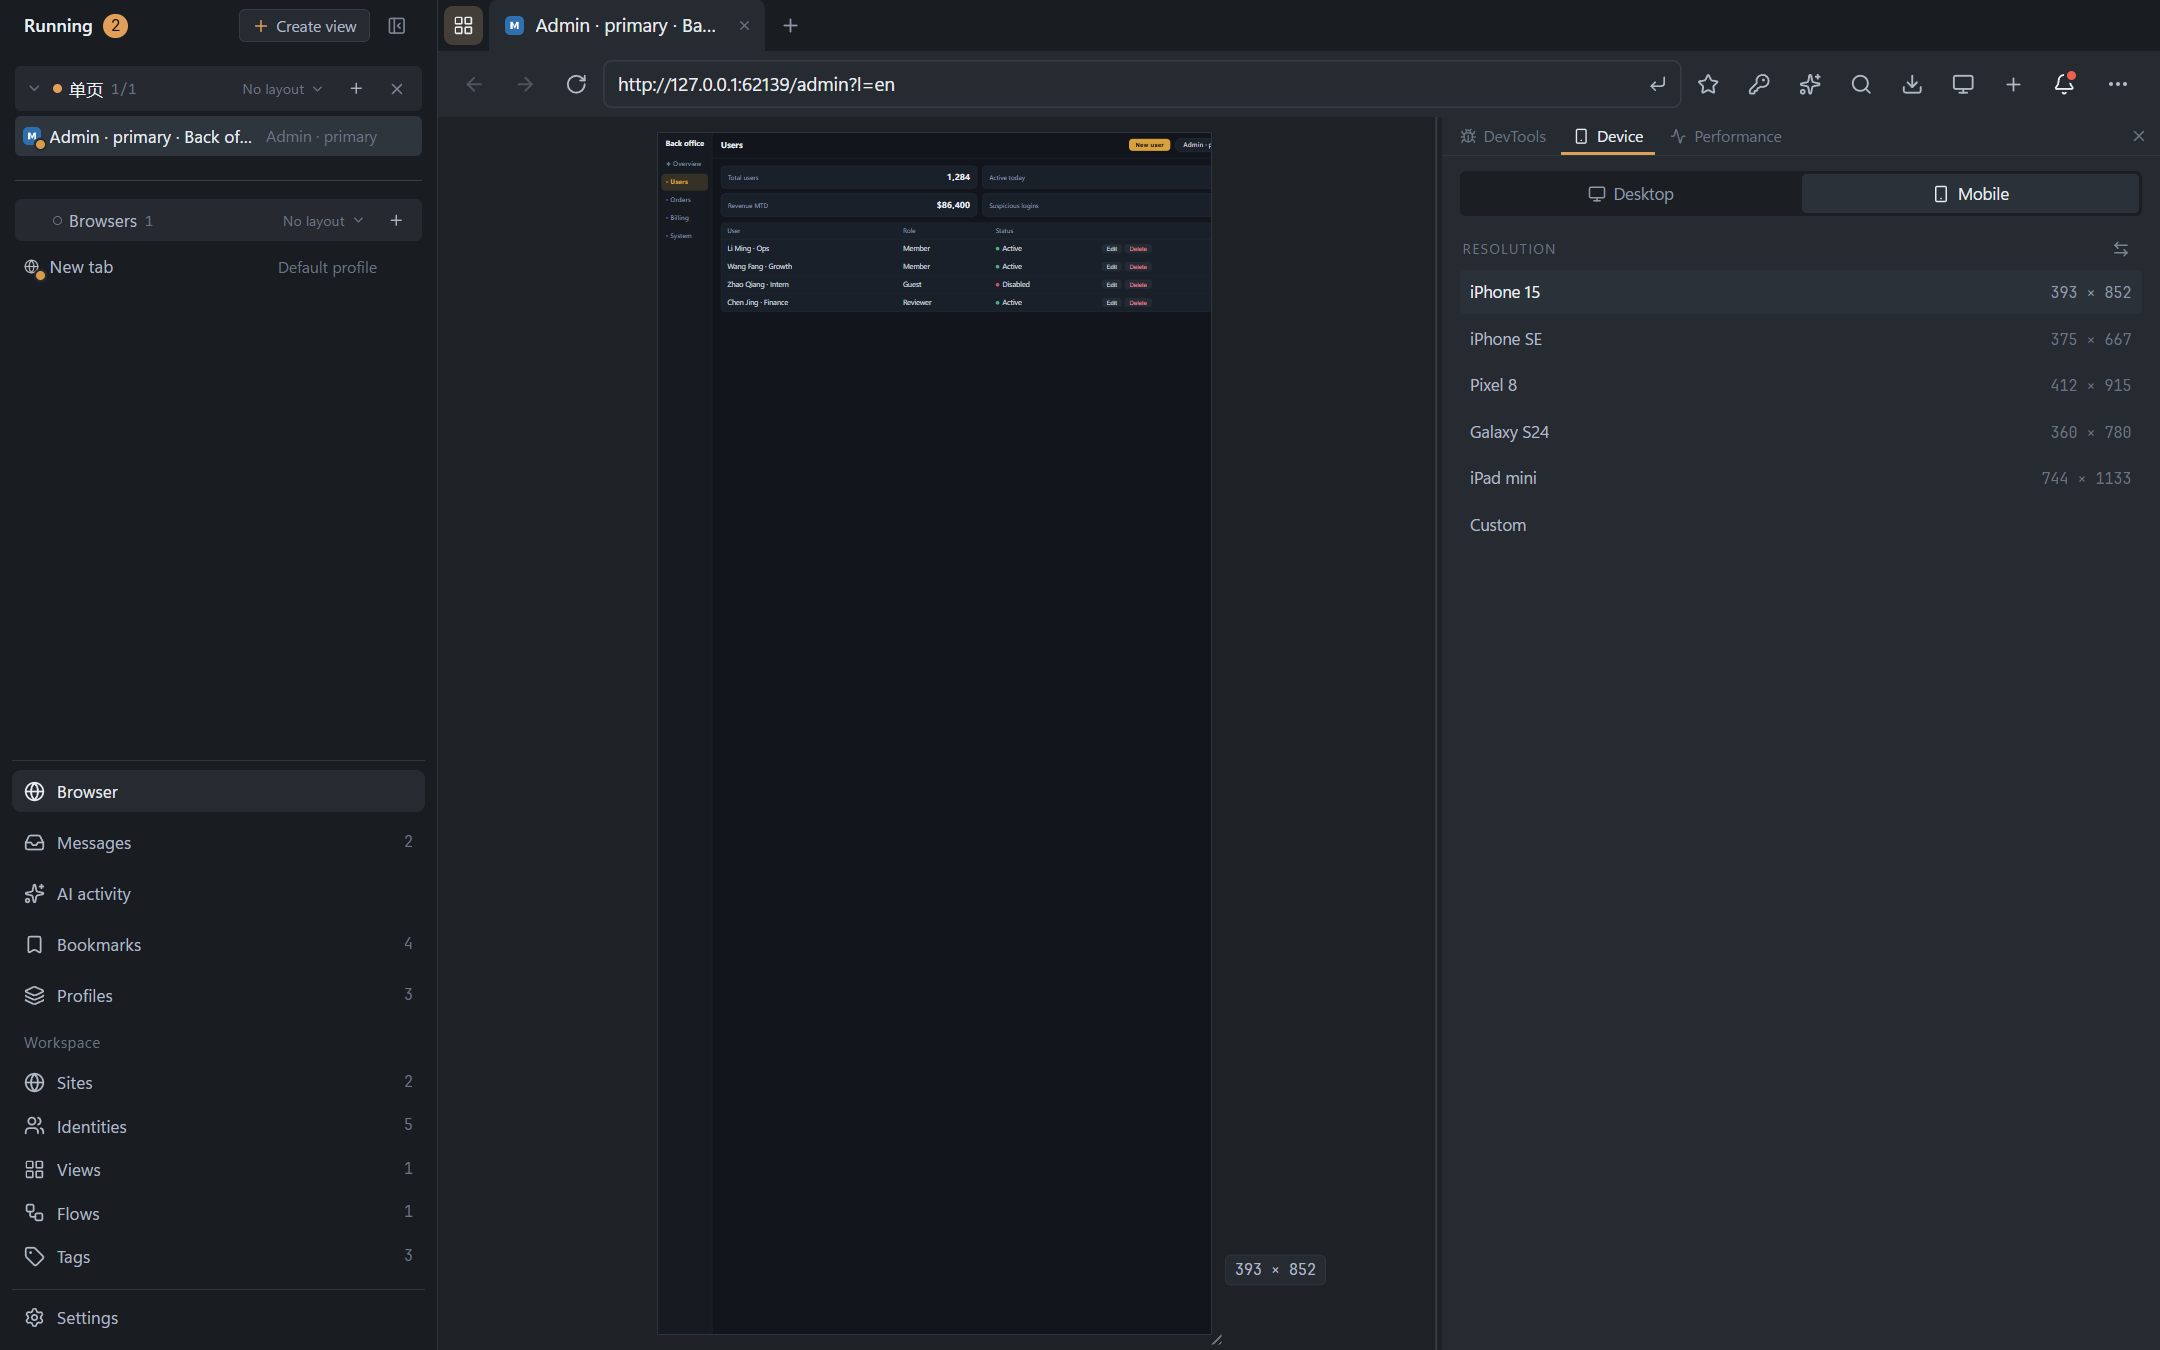 Running 2
Create view
单页 1/1
No layout
Admin · primary · Back of...
Admin · primary
Browsers 1
No layout
New tab
Default profile
Browser
Messages 2
AI activity
Bookmarks 4
Profiles 3
Workspace
Sites 2
Identities 5
Views 1
Flows 1
Tags 3
Settings
M Admin · primary · Ba...
http://127.0.0.1:62139/admin?l=en
Back office
Overview
Users
Orders
Billing
System
Users
New user
Admin · p
Total users 1,284
Active today
Revenue MTD $86,400
Suspicious logins
User Role Status
Li Ming · Ops Member Active Edit Delete
Wang Fang · Growth Member Active Edit Delete
Zhao Qiang · Intern Guest Disabled Edit Delete
Chen Jing · Finance Reviewer Active Edit Delete
393 × 852
DevTools
Device
Performance
Desktop
Mobile
RESOLUTION
iPhone 15 393 × 852
iPhone SE 375 × 667
Pixel 8 412 × 915
Galaxy S24 360 × 780
iPad mini 744 × 1133
Custom